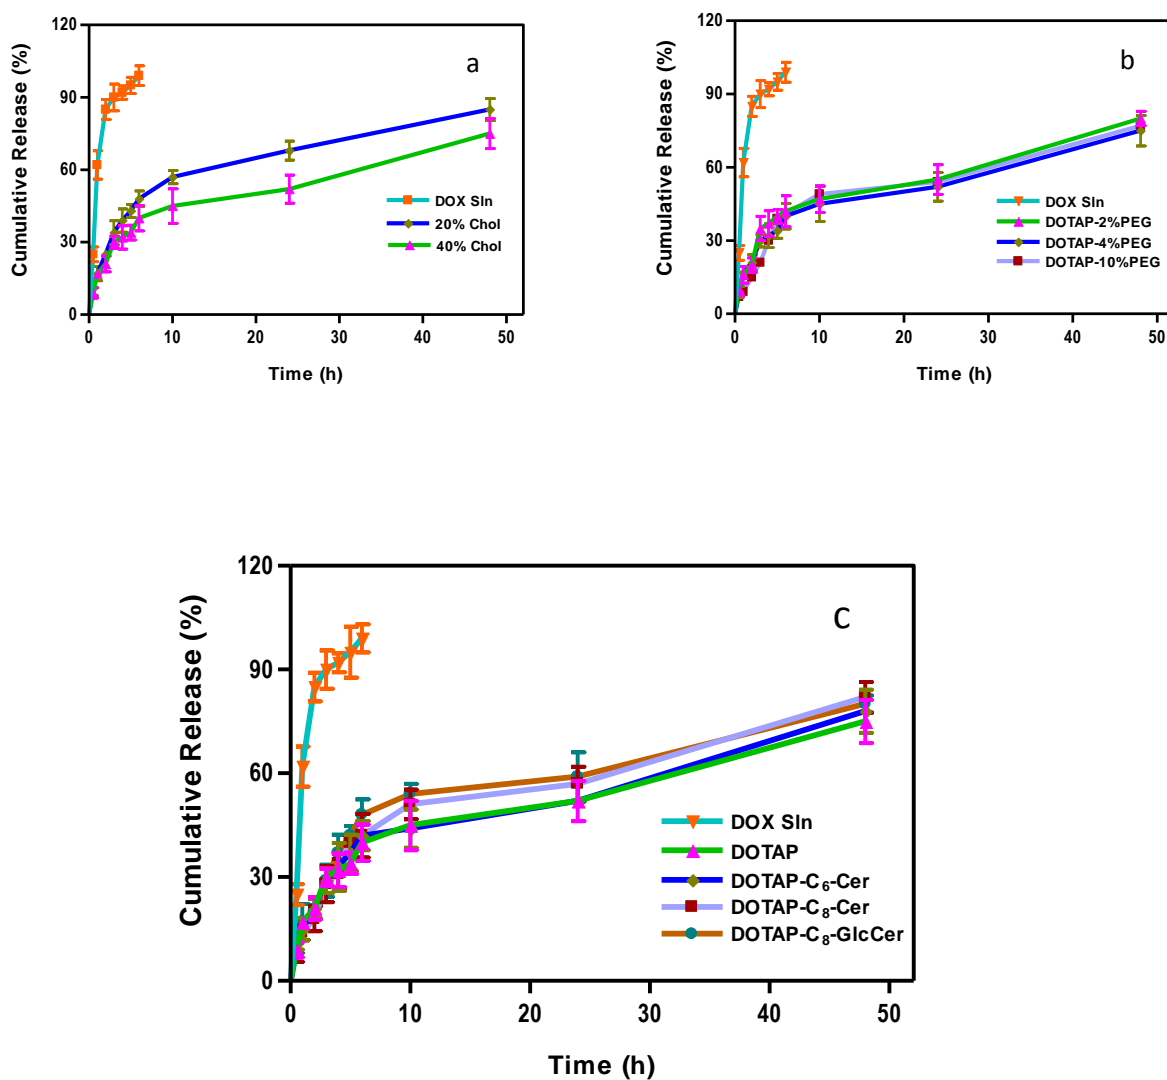 Cumulative Release (%)
120
90
60
30
0
a
DOX Sln
20% Chol
40% Chol
0 10 20 30 40 50
Time (h)
Cumulative Release (%)
120
90
60
30
0
b
DOX Sln
DOTAP-2%PEG
DOTAP-4%PEG
DOTAP-10%PEG
0 10 20 30 40 50
Time (h)
Cumulative Release (%)
120
90
60
30
0
C
DOX Sln
DOTAP
DOTAP-C₆-Cer
DOTAP-C₈-Cer
DOTAP-C₈-GlcCer
0 10 20 30 40 50
Time (h)